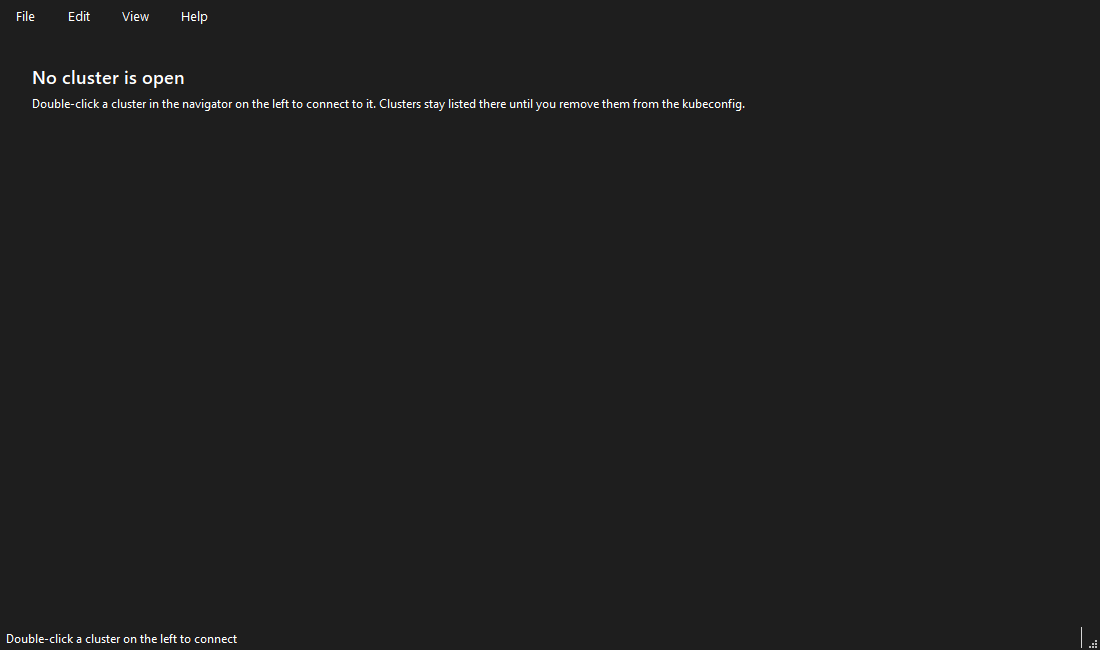 File Edit View Help
No cluster is open
Double-click a cluster in the navigator on the left to connect to it. Clusters stay listed there until you remove them from the kubeconfig.
Double-click a cluster on the left to connect